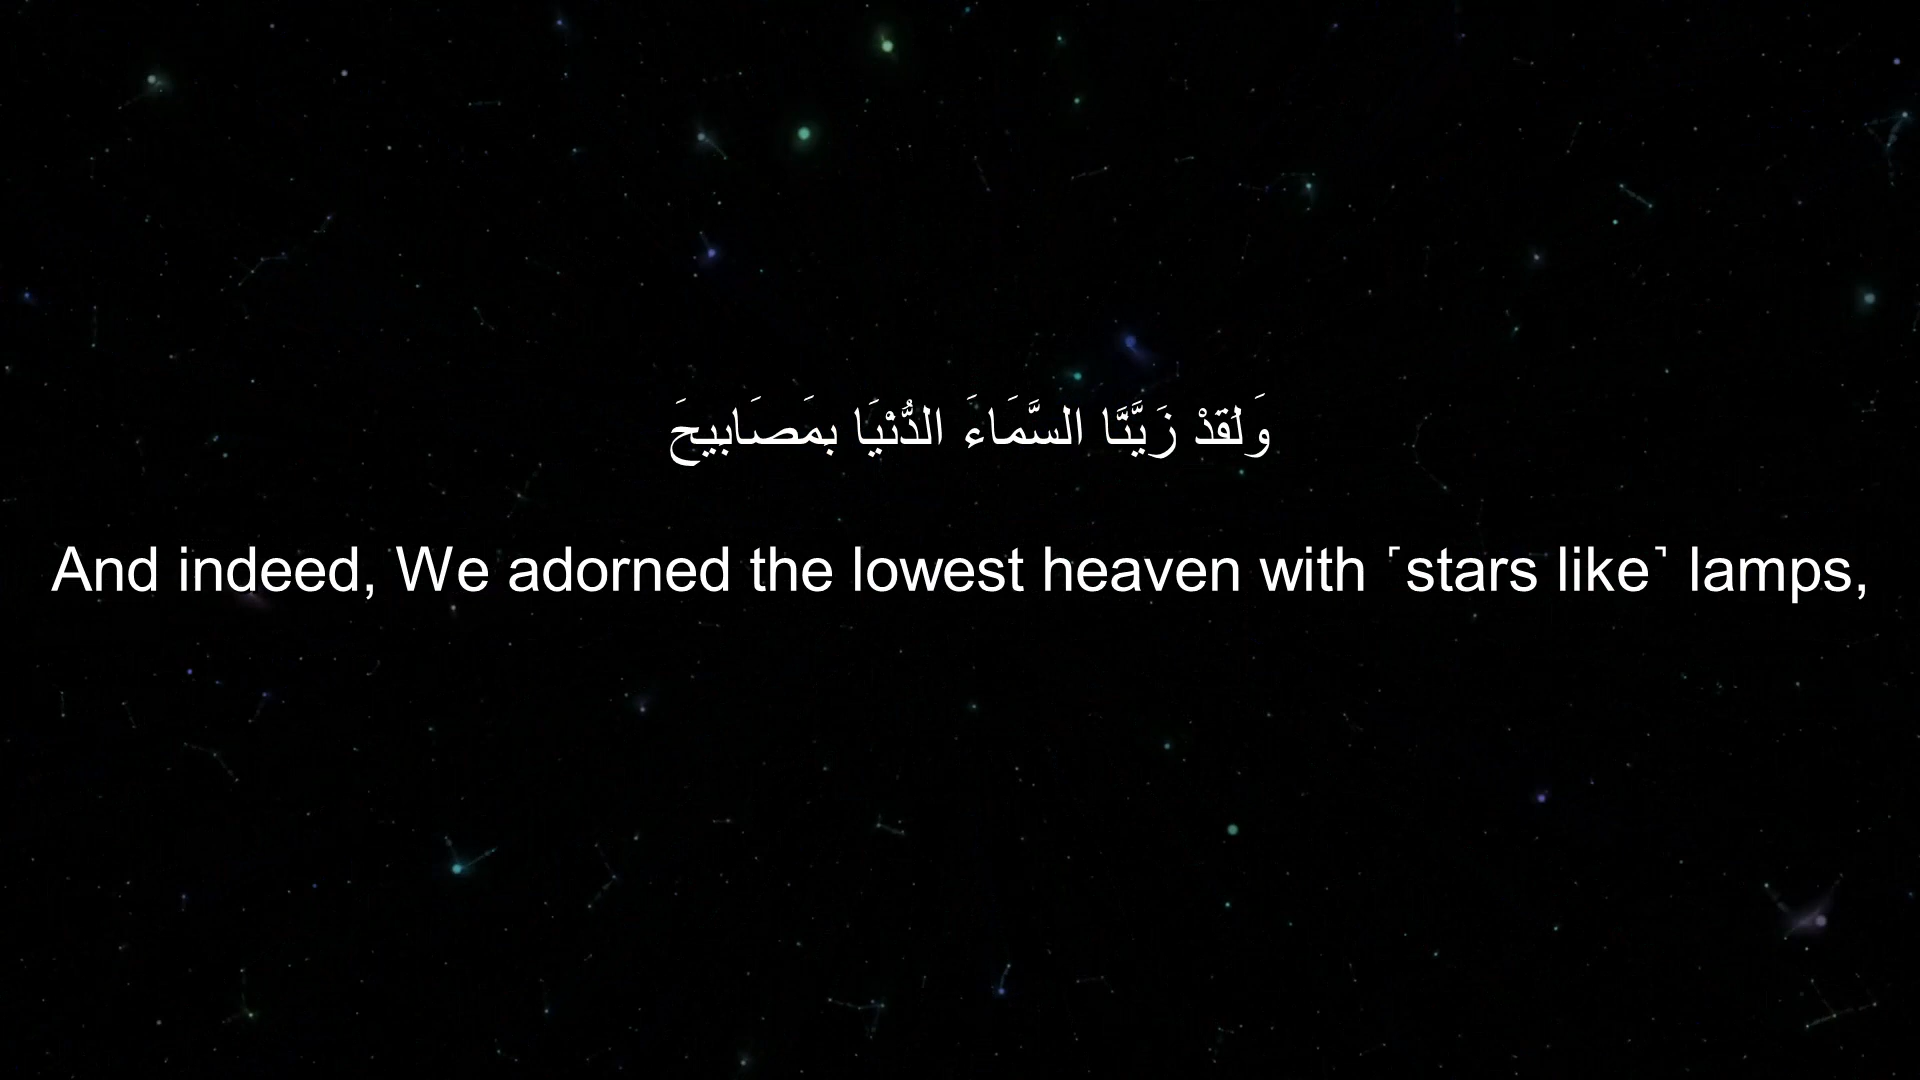 وَلَقَدْ زَيَّنَّا السَّمَاءَ الدُّنْيَا بِمَصَابِيحَ
And indeed, We adorned the lowest heaven with ˹stars like˺ lamps,